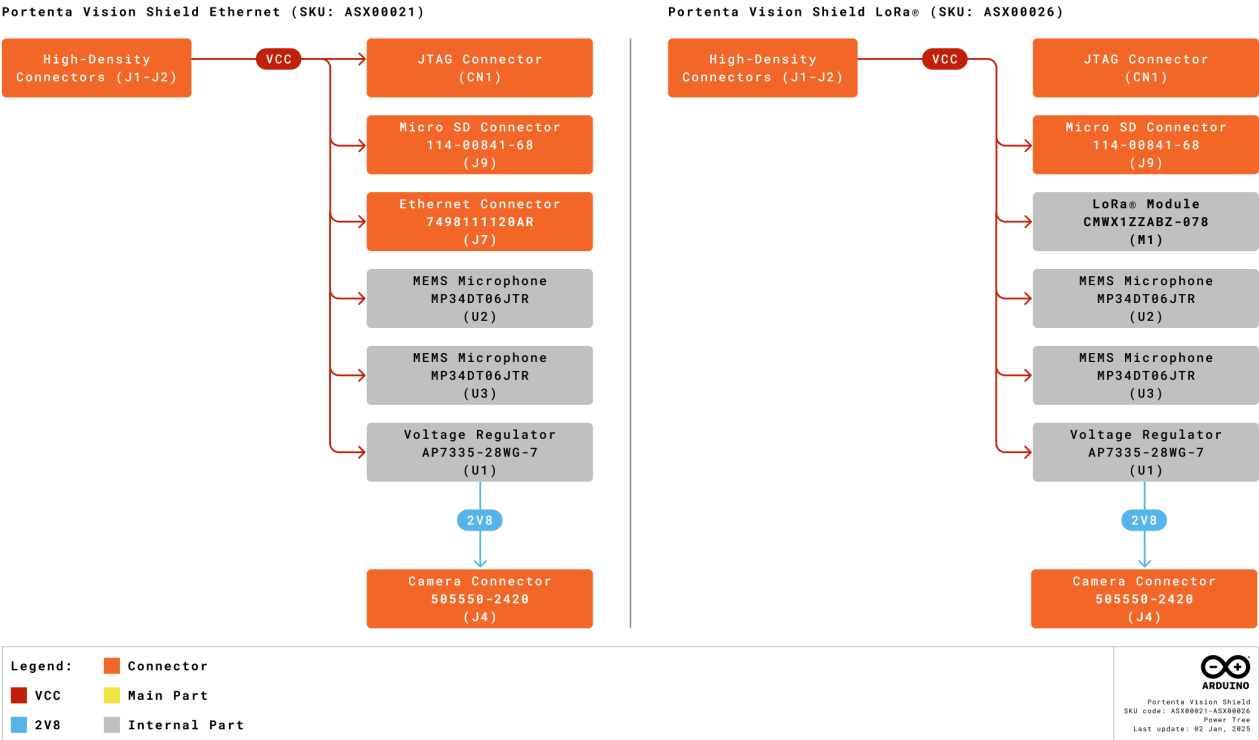 Portenta Vision Shield Ethernet (SKU: ASX00021)
High-Density
Connectors (J1-J2)
VCC
JTAG Connector
(CN1)
Micro SD Connector
114-00841-68
(J9)
Ethernet Connector
7498111120AR
(J7)
MEMS Microphone
MP34DT06JTR
(U2)
MEMS Microphone
MP34DT06JTR
(U3)
Voltage Regulator
AP7335-28WG-7
(U1)
2V8
Camera Connector
505550-2420
(J4)
Portenta Vision Shield LoRa® (SKU: ASX00026)
High-Density
Connectors (J1-J2)
VCC
JTAG Connector
(CN1)
Micro SD Connector
114-00841-68
(J9)
LoRa® Module
CMWX1ZZABZ-078
(M1)
MEMS Microphone
MP34DT06JTR
(U2)
MEMS Microphone
MP34DT06JTR
(U3)
Voltage Regulator
AP7335-28WG-7
(U1)
2V8
Camera Connector
505550-2420
(J4)
Legend:
VCC
2V8
Connector
Main Part
Internal Part
ARDUINO
Portenta Vision Shield
SKU code: ASX00021-ASX00026
Power Tree
Last update: 02 Jan, 2025